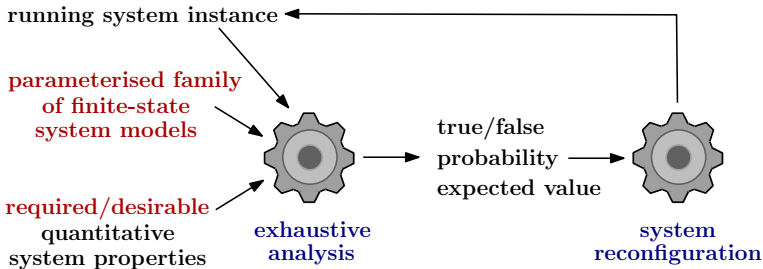 running system instance
parameterised family
of finite-state
system models
required/desirable
quantitative
system properties
exhaustive
analysis
true/false
probability
expected value
system
reconfiguration